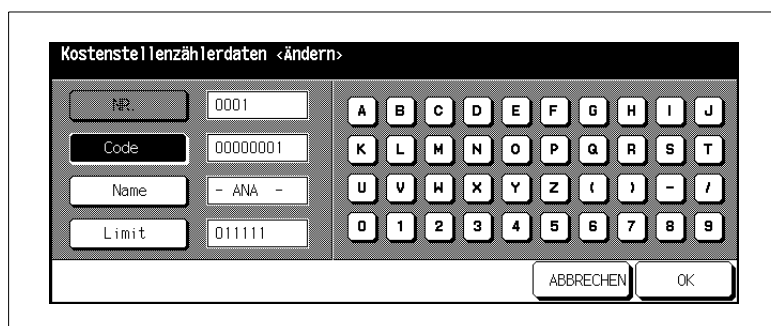 Kostenstellenzählerdaten <Ändern>
NR. 0001 A B C D E F G H I J
Code 00000001 K L M N O P Q R S T
Name - ANA - U V W X Y Z ( ) - /
Limit 011111 0 1 2 3 4 5 6 7 8 9
ABBRECHEN OK